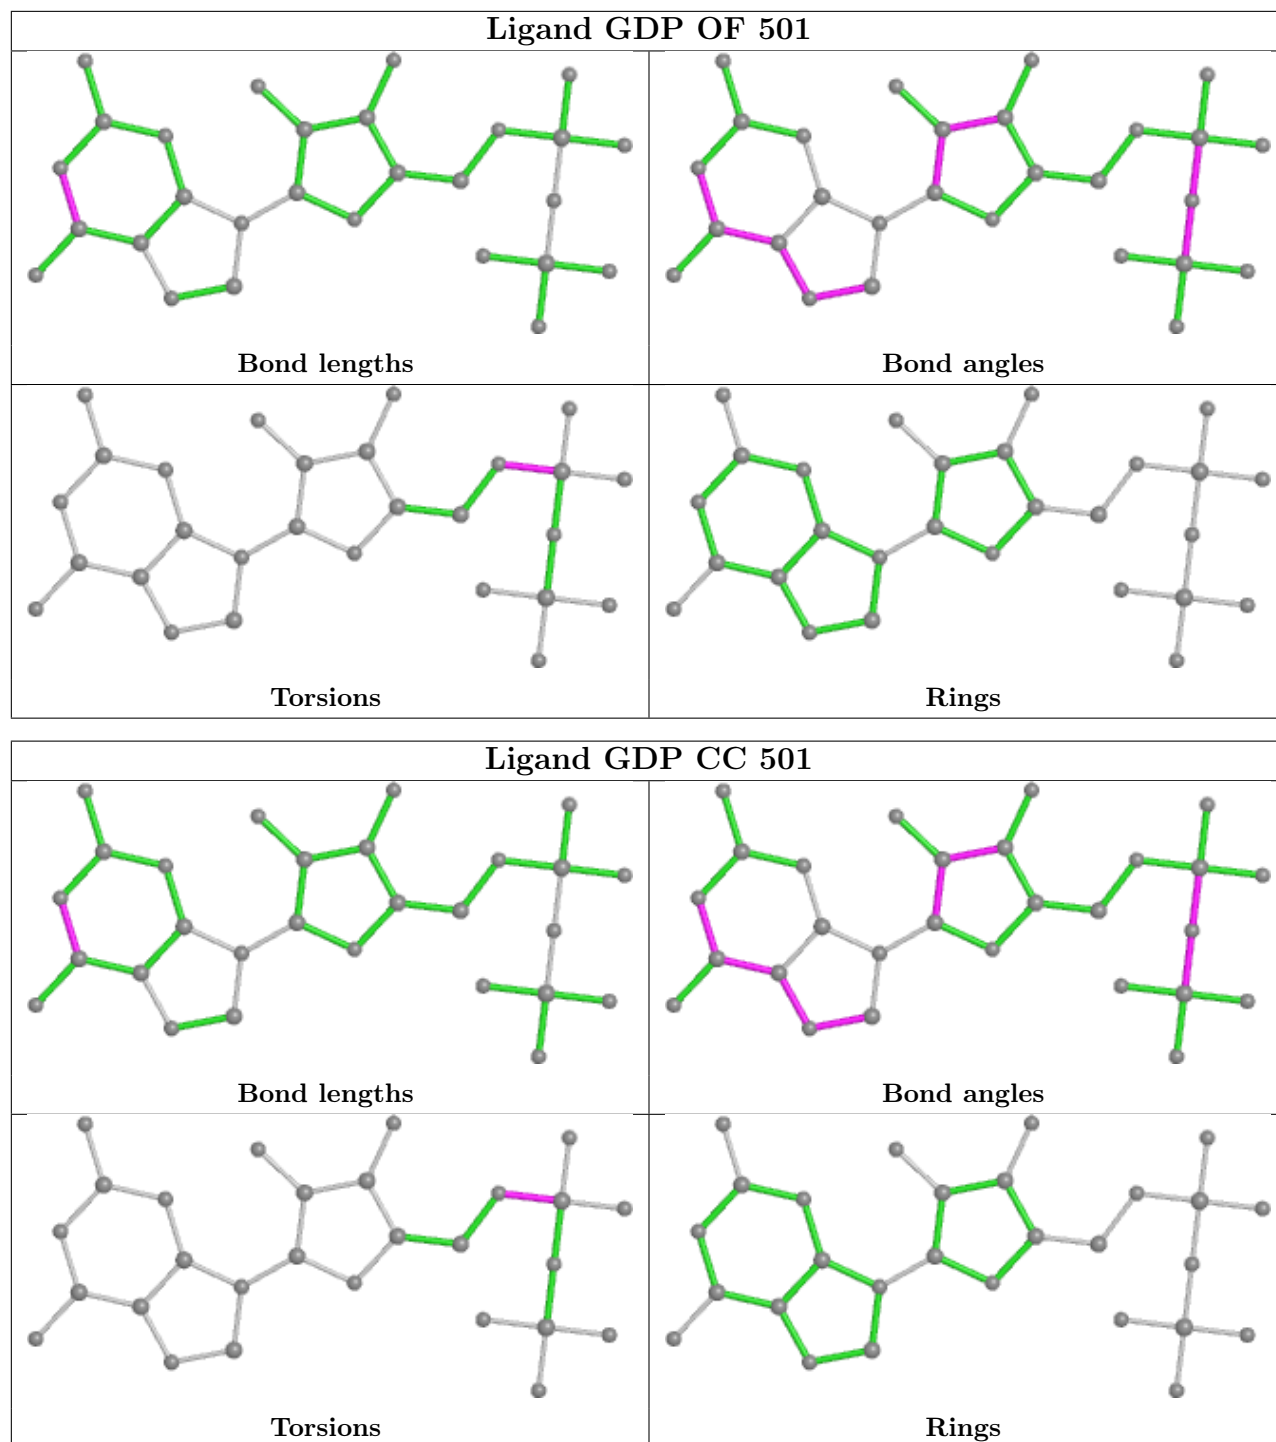 Ligand GDP OF 501
Bond lengths
Bond angles
Torsions
Rings
Ligand GDP CC 501
Bond lengths
Bond angles
Torsions
Rings